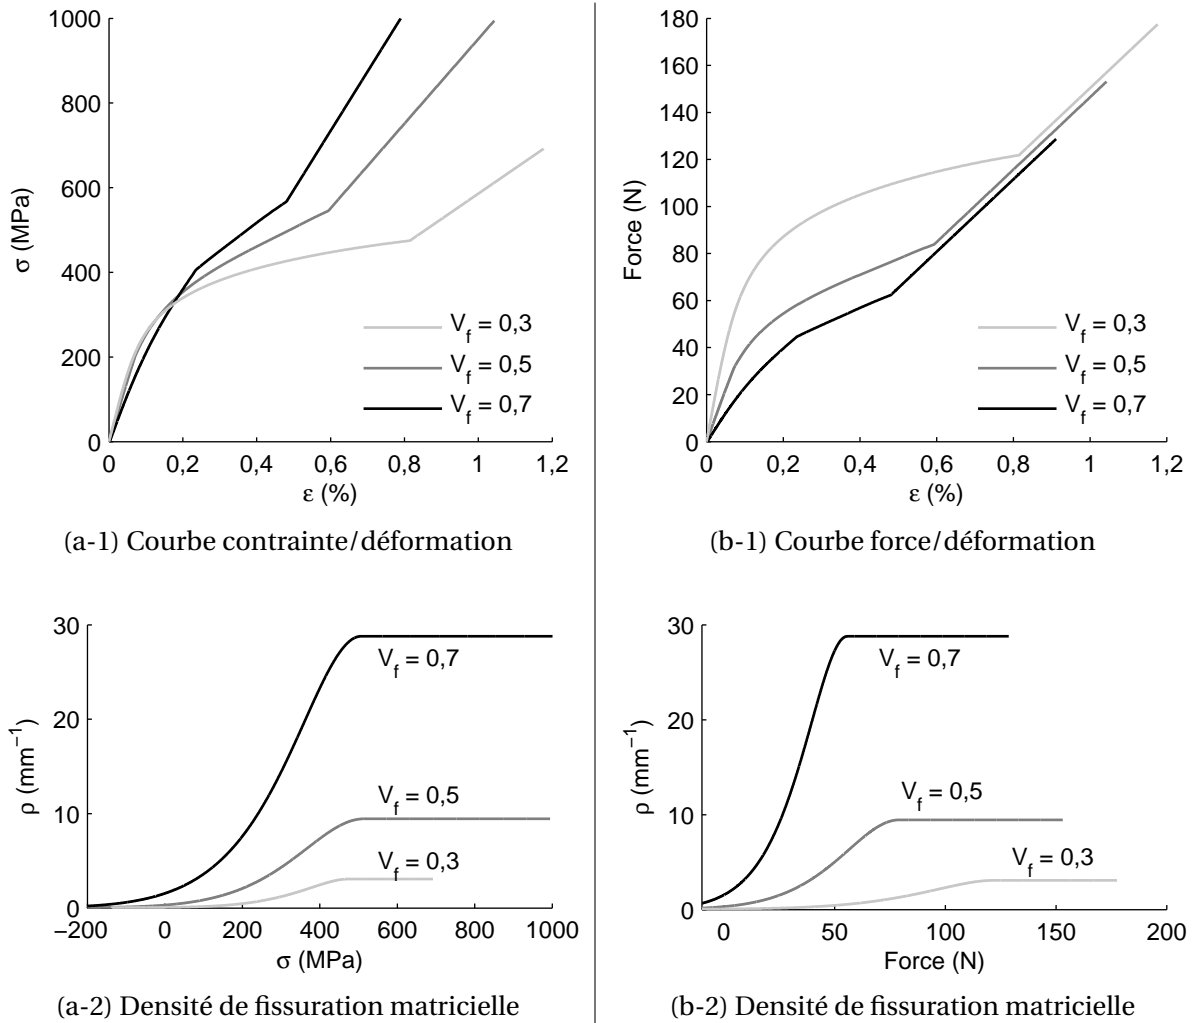 1000
800
600
400
200
0
σ (MPa)
0 0,2 0,4 0,6 0,8 1 1,2
ε (%)
V_f = 0,3
V_f = 0,5
V_f = 0,7
(a-1) Courbe contrainte/déformation
180
160
140
120
100
80
60
40
20
0
Force (N)
0 0,2 0,4 0,6 0,8 1 1,2
ε (%)
V_f = 0,3
V_f = 0,5
V_f = 0,7
(b-1) Courbe force/déformation
30
20
10
0
ρ (mm⁻¹)
V_f = 0,7
V_f = 0,5
V_f = 0,3
−200 0 200 400 600 800 1000
σ (MPa)
(a-2) Densité de fissuration matricielle
30
20
10
0
ρ (mm⁻¹)
V_f = 0,7
V_f = 0,5
V_f = 0,3
0 50 100 150 200
Force (N)
(b-2) Densité de fissuration matricielle